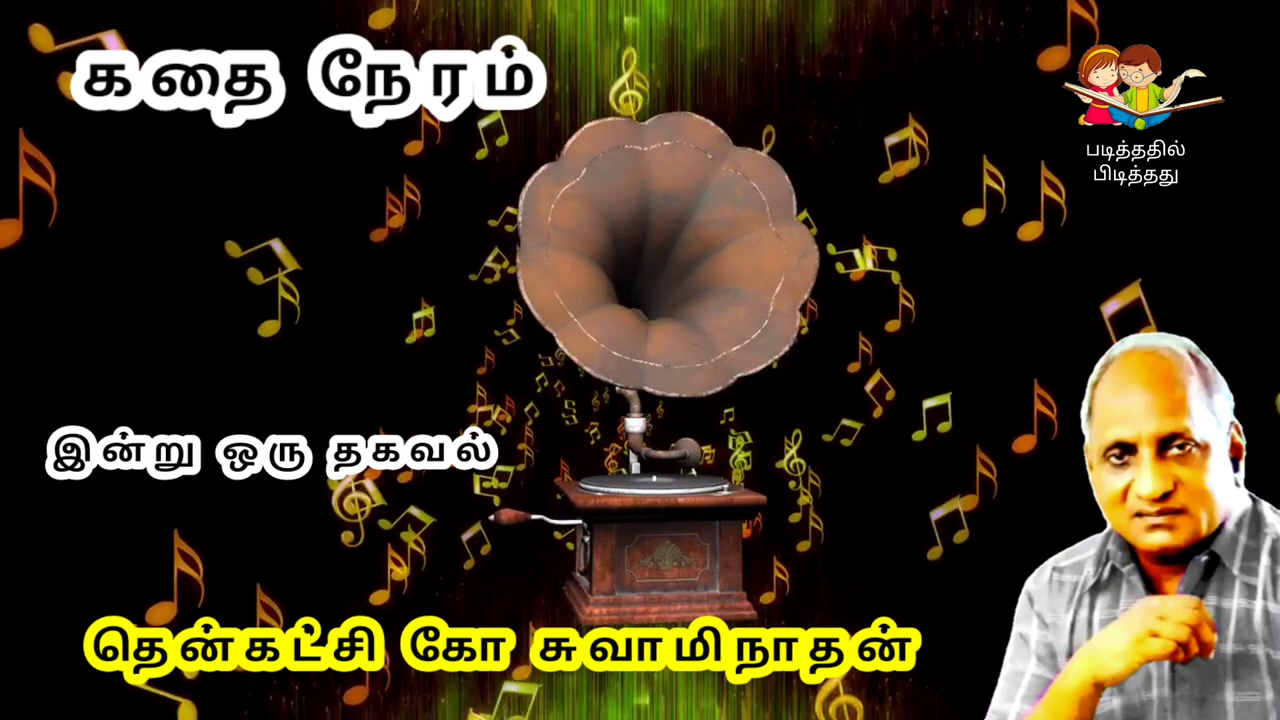 கதை நேரம்
படித்ததில்
பிடித்தது
இன்று ஒரு தகவல்
தென்கட்சி கோ சுவாமிநாதன்